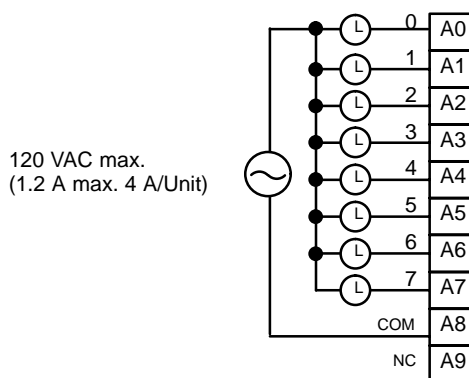 L 0 A0
L 1 A1
L 2 A2
L 3 A3
120 VAC max.
(1.2 A max. 4 A/Unit)
L 4 A4
L 5 A5
L 6 A6
L 7 A7
COM A8
NC A9